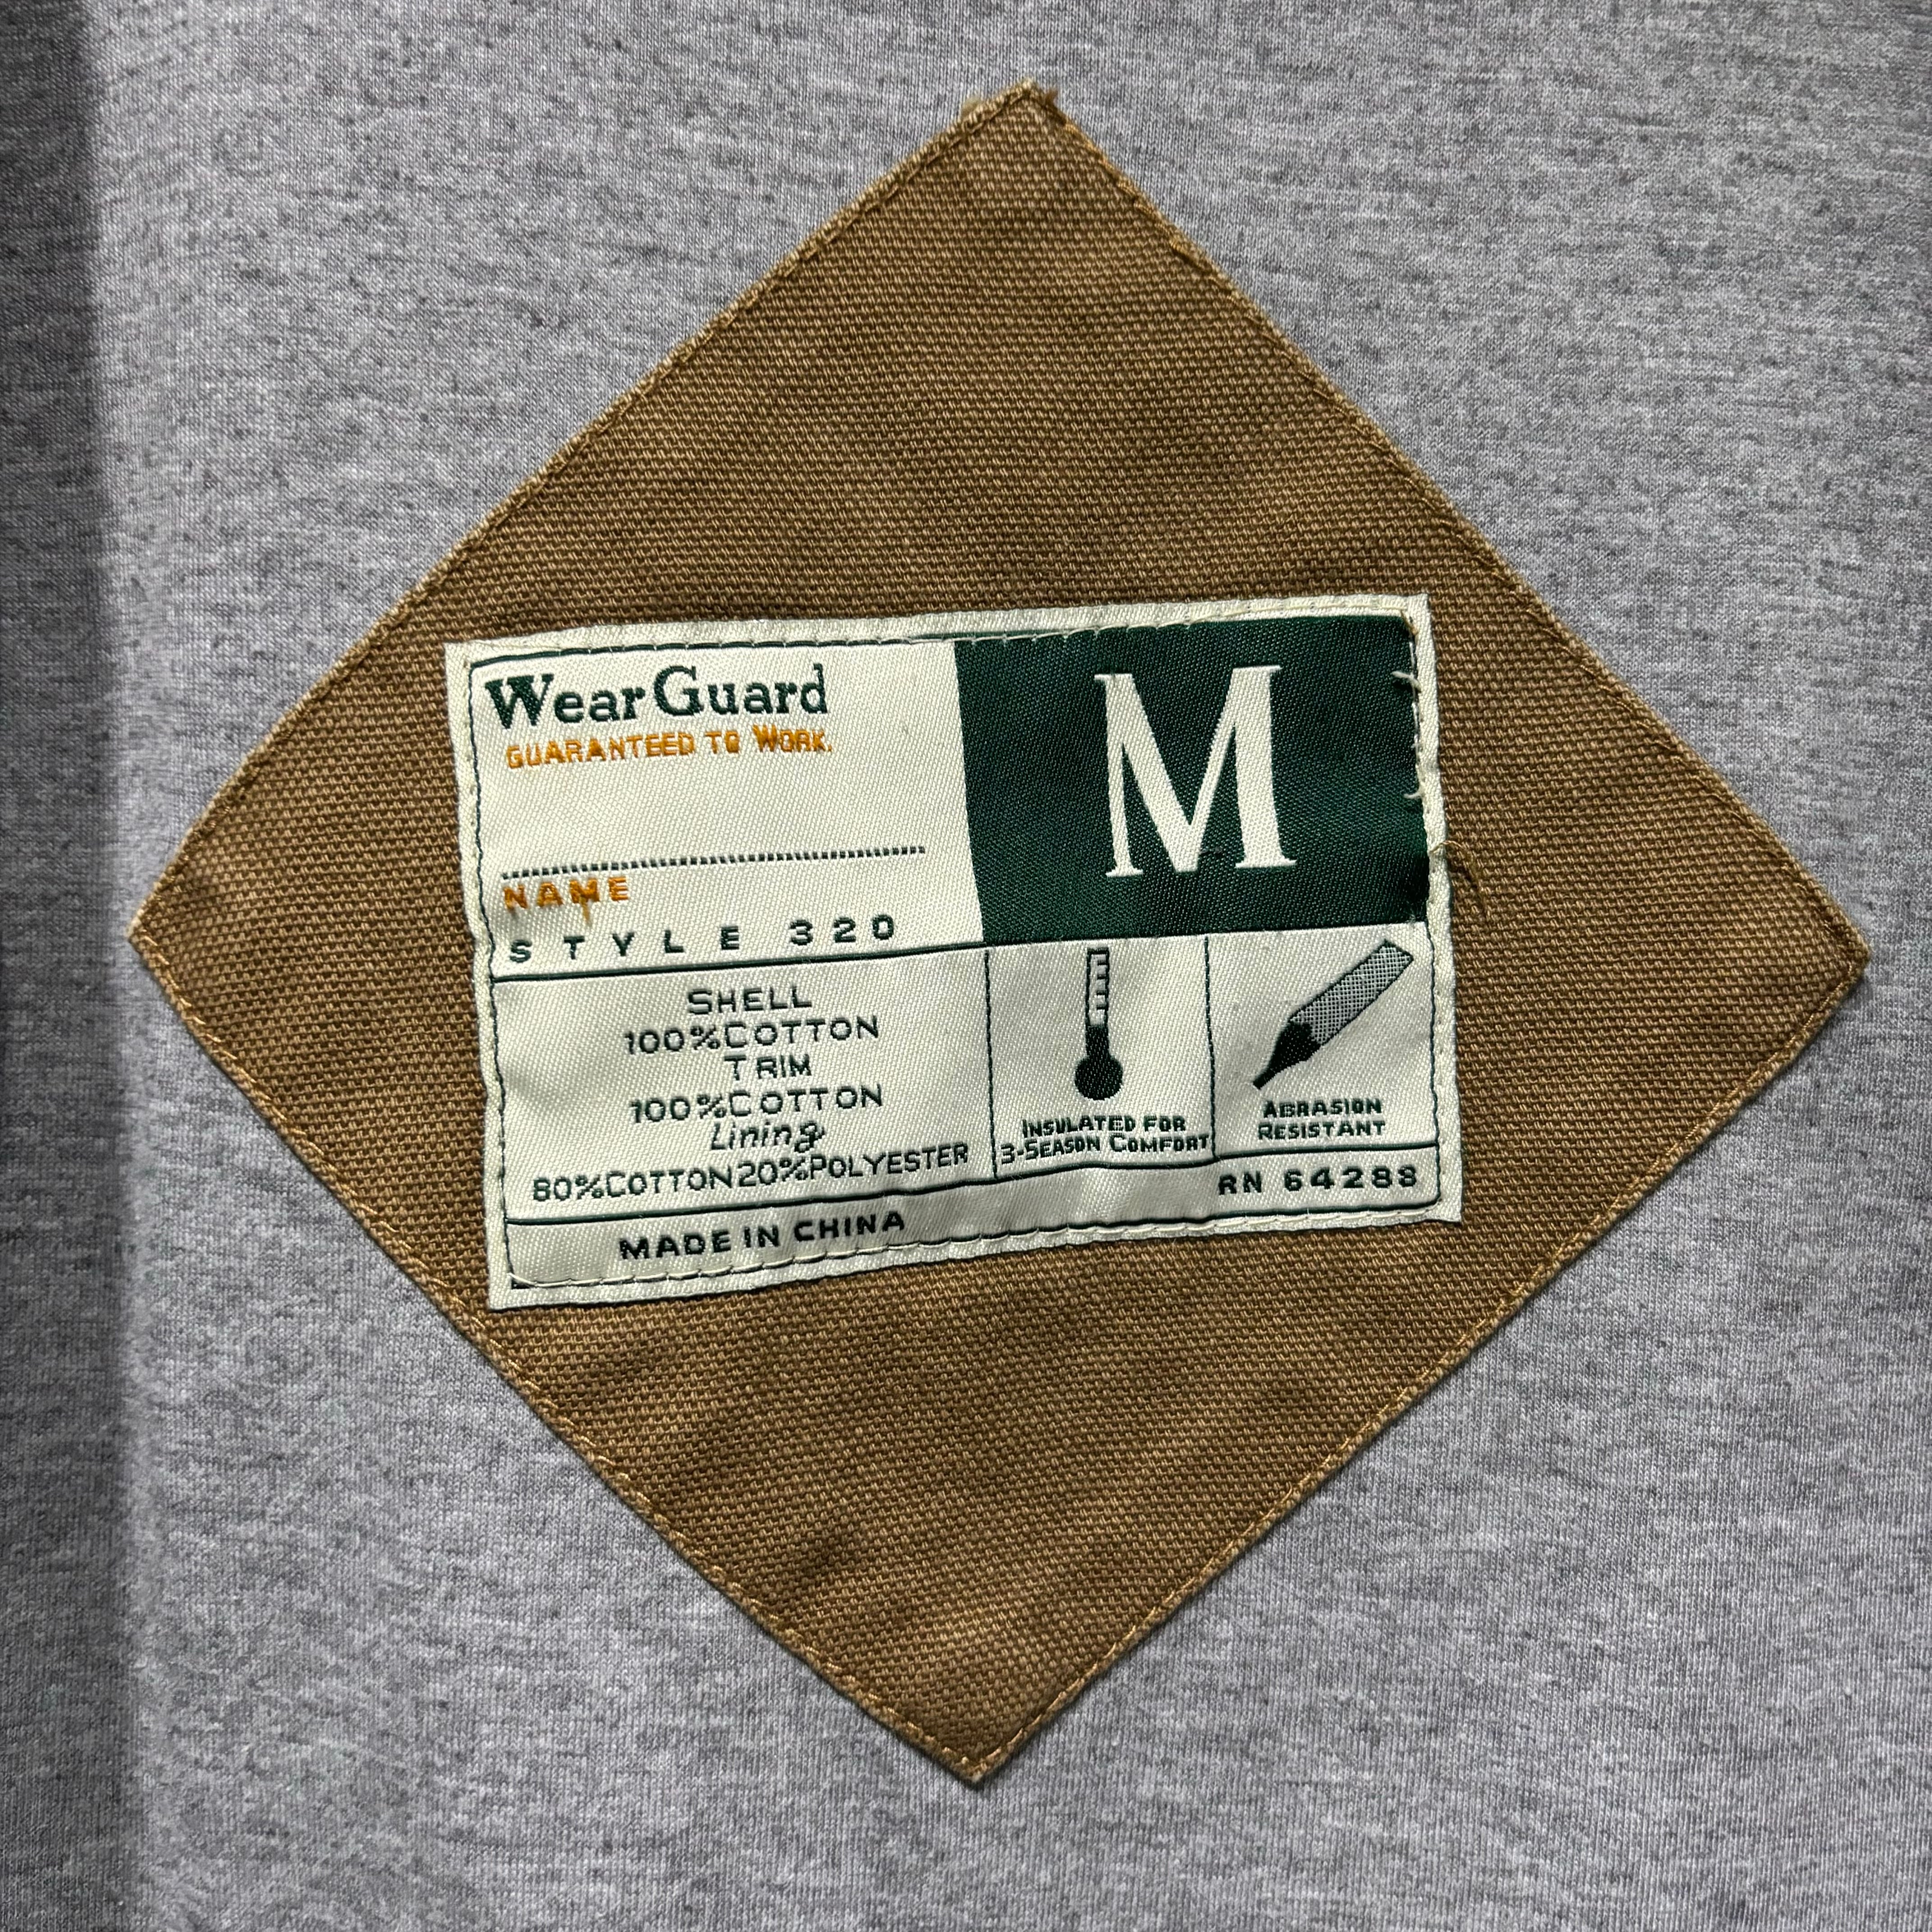 WearGuard
GUARANTEED TO WORK.
M
NAME
STYLE 320
SHELL
100%COTTON
TRIM
100%COTTON
Lining
80%COTTON20%POLYESTER
INSULATED FOR
3-SEASON COMFORT
ABRASION
RESISTANT
RN 64288
MADE IN CHINA